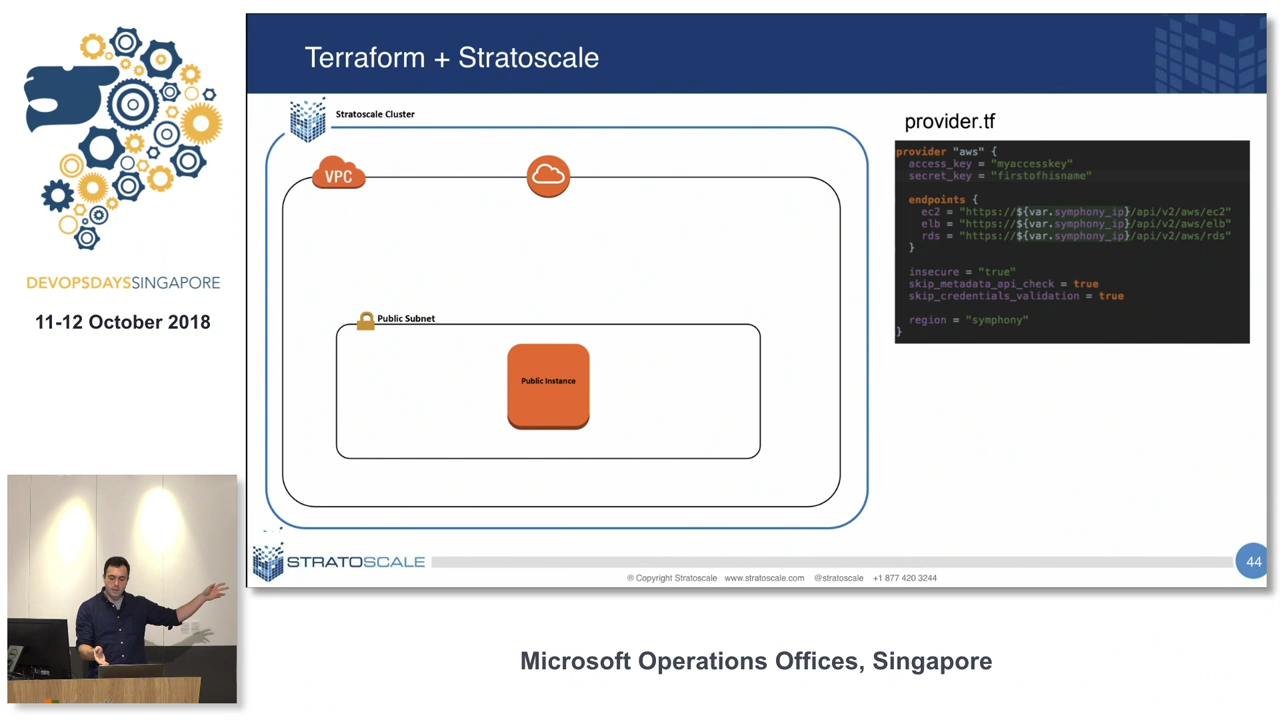 DEVOPSDAYSSINGAPORE
11-12 October 2018
Terraform + Stratoscale
Stratoscale Cluster
VPC
Public Subnet
Public Instance
provider.tf
provider "aws" {
access_key = "myaccesskey"
secret_key = "firstofhisname"
endpoints {
ec2 = "https://${var.symphony_ip}/api/v2/aws/ec2"
elb = "https://${var.symphony_ip}/api/v2/aws/elb"
rds = "https://${var.symphony_ip}/api/v2/aws/rds"
}
insecure = "true"
skip_metadata_api_check = true
skip_credentials_validation = true
region = "symphony"
}
STRATOSCALE
® Copyright Stratoscale www.stratoscale.com @stratoscale +1 877 420 3244
44
Microsoft Operations Offices, Singapore